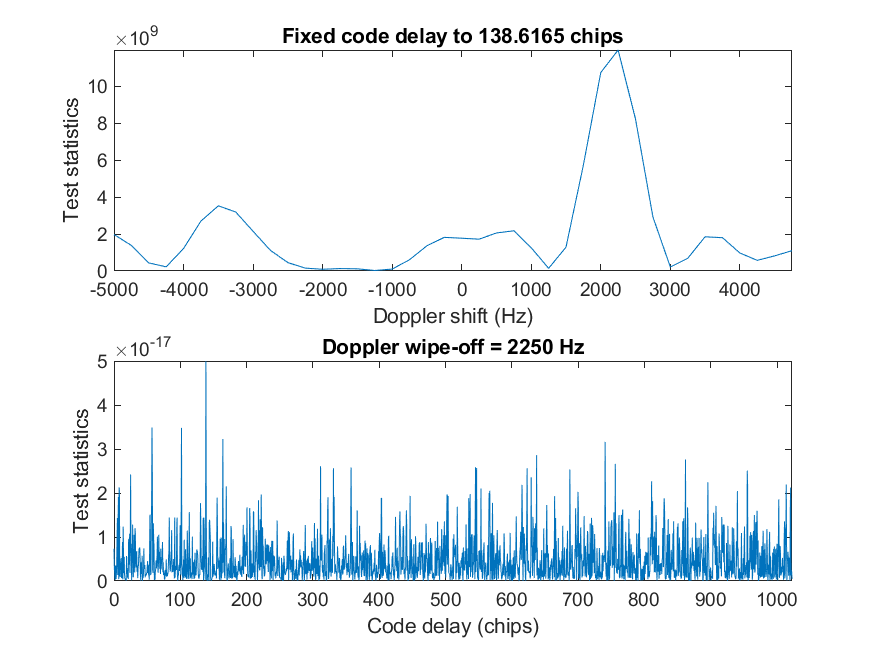 ×10^9
Fixed code delay to 138.6165 chips
Test statistics
10
8
6
4
2
0
-5000 -4000 -3000 -2000 -1000 0 1000 2000 3000 4000
Doppler shift (Hz)
×10^-17
Doppler wipe-off = 2250 Hz
Test statistics
5
4
3
2
1
0
0 100 200 300 400 500 600 700 800 900 1000
Code delay (chips)